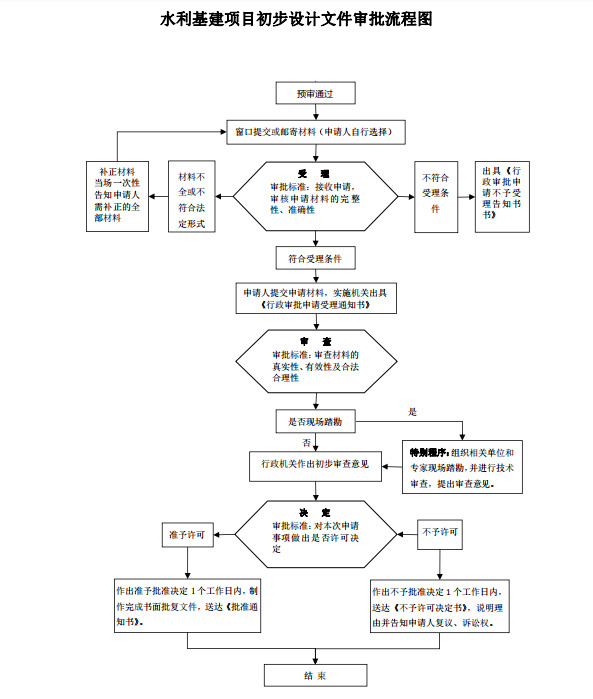 水利基建项目初步设计文件审批流程图
预审通过
窗口提交或邮寄材料（申请人自行选择）
补正材料
当场一次性
告知申请人
需补正的全
部材料
材料不
全或不
符合法
定形式
受 理
审批标准：接收申请，
审核申请材料的完整
性、准确性
不符合
受理条
件
出具《行
政审批申
请不予受
理告知书
书》
符合受理条件
申请人提交申请材料，实施机关出具
《行政审批申请受理通知书》
审 查
审批标准：审查材料的
真实性、有效性及合法
合理性
是否现场踏勘
是
否
特别程序：组织相关单位和
专家现场踏勘，并进行技术
审查，提出审查意见。
行政机关作出初步审查意见
决 定
审批标准：对本次申请
事项做出是否许可决
定
准予许可
不予许可
作出准予批准决定 1 个工作日内，制
作完成书面批复文件，送达《批准通
知书》。
作出不予批准决定 1 个工作日内，
送达《不予许可决定书》，说明理
由并告知申请人复议、诉讼权。
结 束